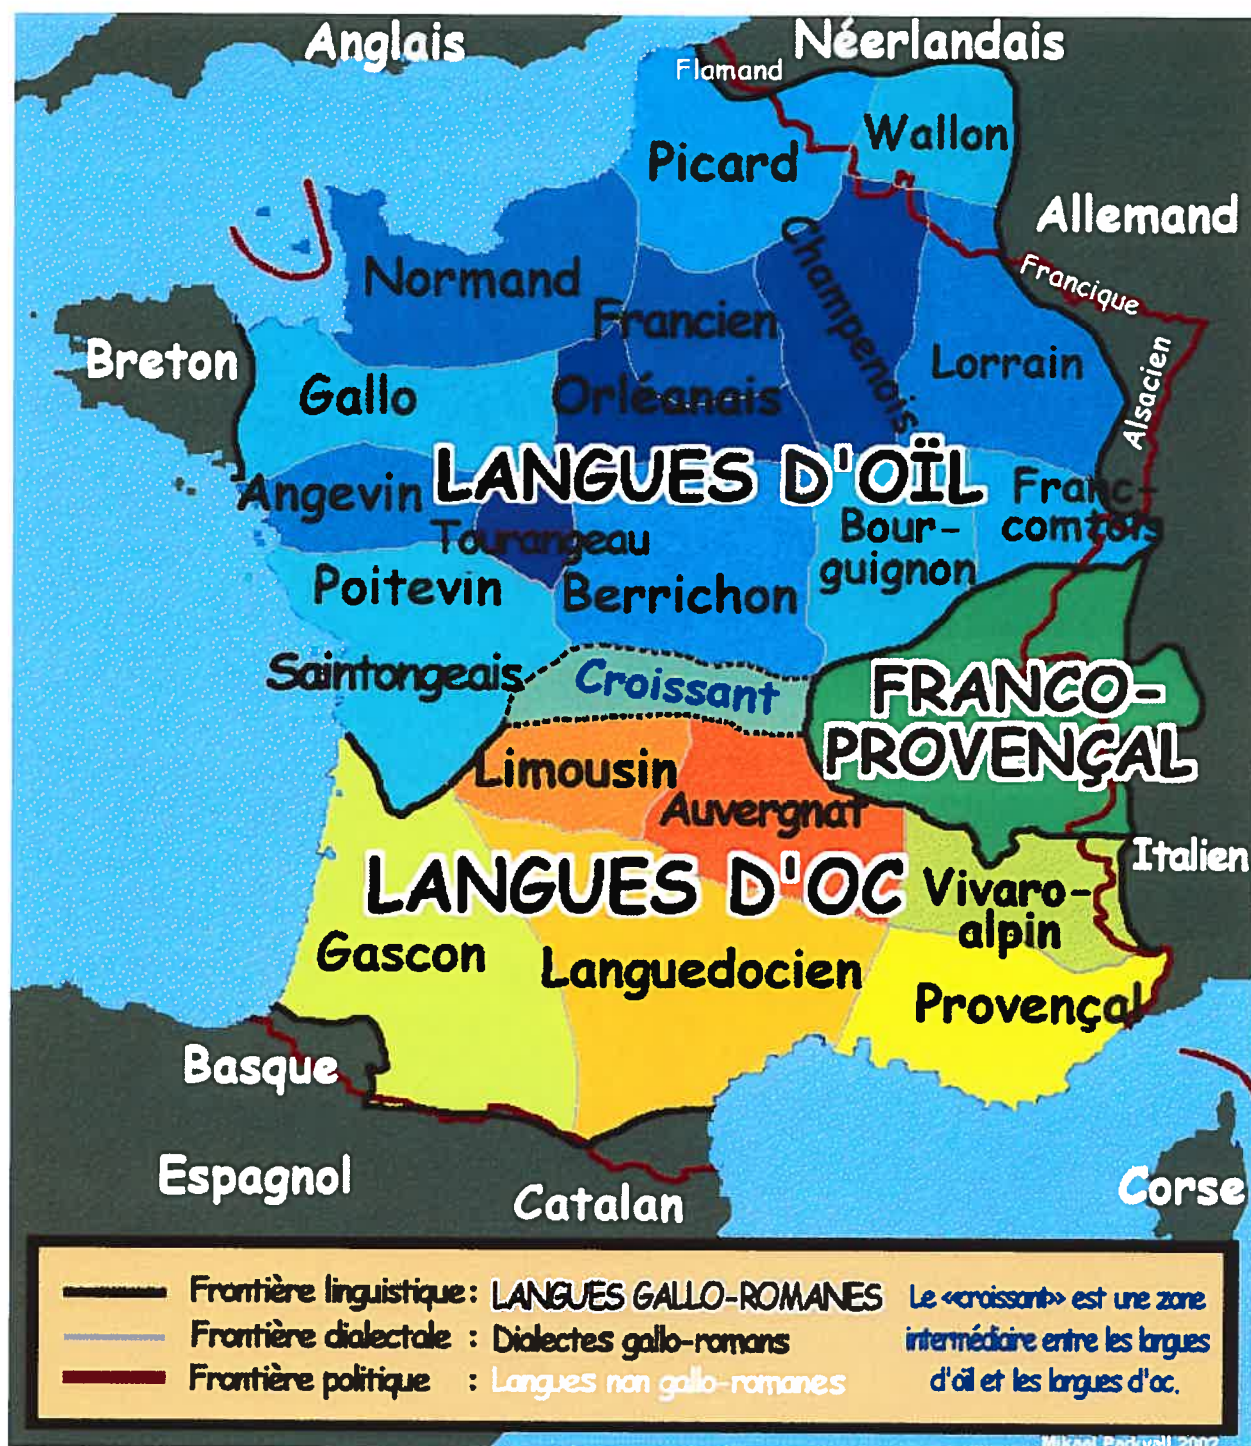 Anglais
Néerlandais
Flamand
Wallon
Picard
Allemand
Champenois
Francique
Normand
Francien
Breton
Gallo
Orléanais
Lorrain
Alsacien
LANGUES D'OÏL
Angevin
Franc-
comtois
Tourangeau
Bour-
guignon
Poitevin
Berrichon
Saintongeais
Croissant
FRANCO-
PROVENÇAL
Limousin
Auvergnat
Italien
LANGUES D'OC
Vivaro-
alpin
Gascon
Languedocien
Provençal
Basque
Espagnol
Catalan
Corse
Frontière linguistique : LANGUES GALLO-ROMANES
Frontière dialectale : Dialectes gallo-romans
Frontière politique : Langues non gallo-romanes
Le «croissant» est une zone
intermédiaire entre les langues
d'oïl et les langues d'oc.
Mikael Parkvall 2002